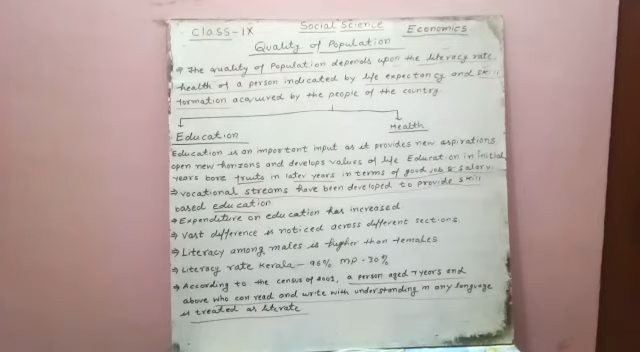 Class-IX Social Science Economics
Quality of Population
⇒ The quality of Population depends upon the literacy rate,
health of a person indicated by life expectancy and skill
formation acquired by the people of the country.
Education Health
Education is an important input as it provides new aspirations
open new horizons and develops values of life Education in initial
years bore fruits in later years in terms of good job & salary.
⇒ vocational streams have been developed to provide skill
based education
⇒ Expenditure on education has increased
⇒ Vast difference is noticed across different sections.
⇒ Literacy among males is higher than females
⇒ Literacy rate Kerala - 96% MP - 30%
⇒ According to the census of 2001, a person aged 7 years and
above who can read and write with understanding in any language
is treated as literate